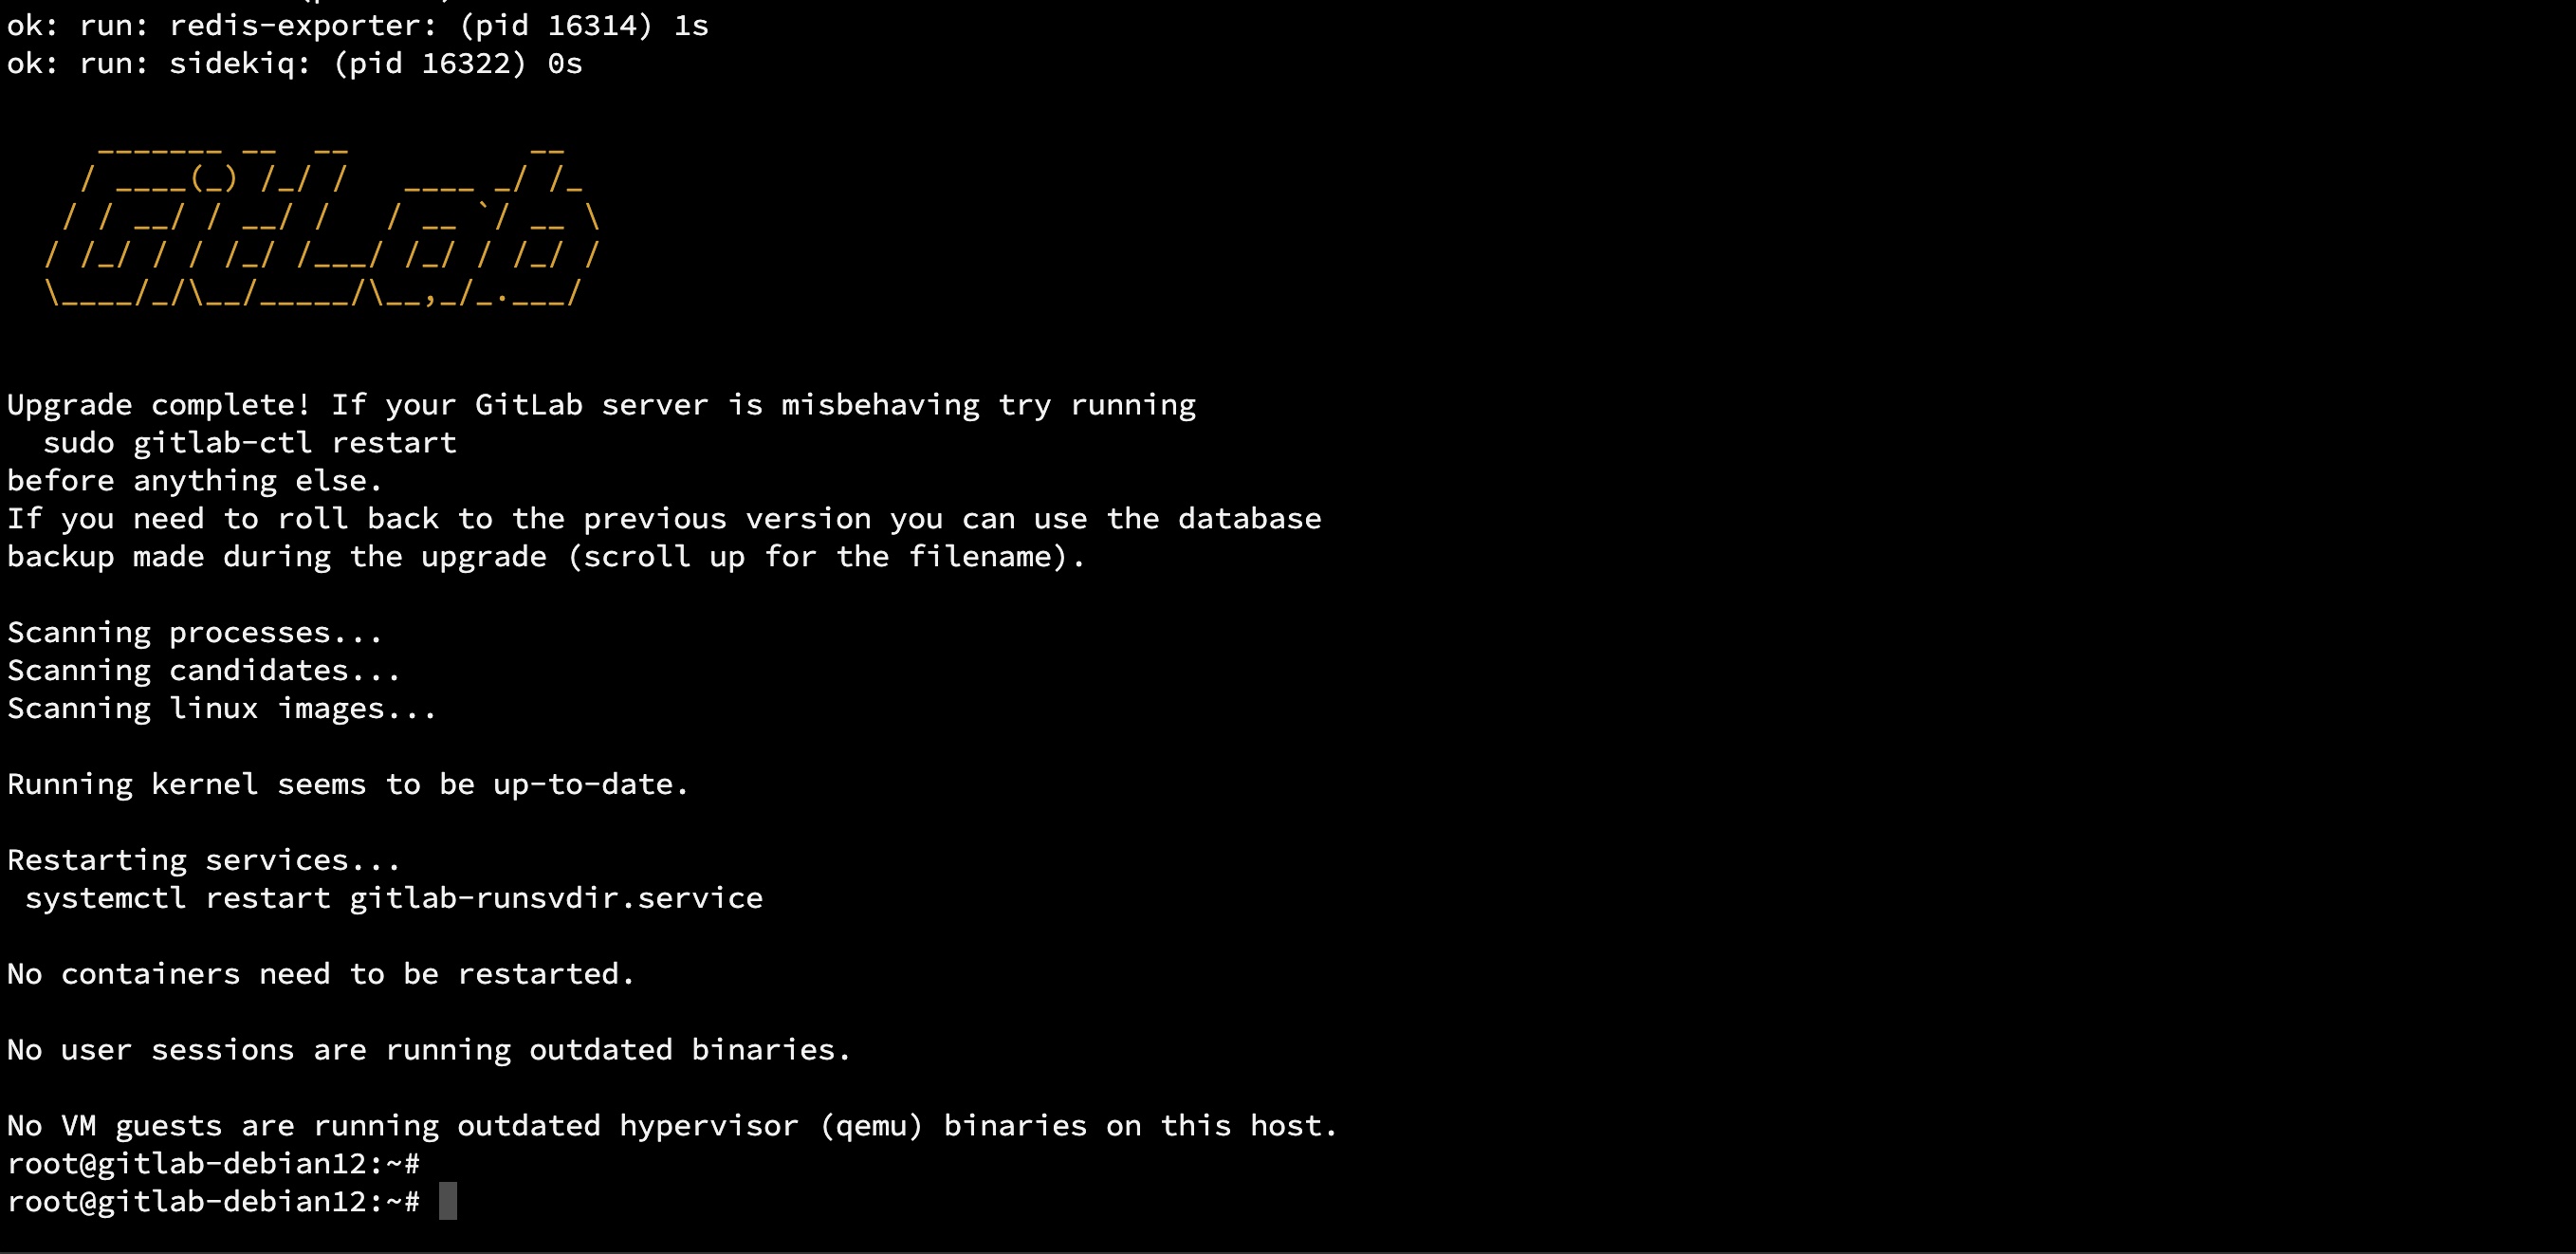 ok: run: redis-exporter: (pid 16314) 1s
ok: run: sidekiq: (pid 16322) 0s
     _______ __  __          __
    / ____(_) /_/ /   ____ _/ /_
   / / __/ / __/ /   / __ `/ __ \
  / /_/ / / /_/ /___/ /_/ / /_/ /
  \____/_/\__/_____/\__,_/_.___/
Upgrade complete! If your GitLab server is misbehaving try running
  sudo gitlab-ctl restart
before anything else.
If you need to roll back to the previous version you can use the database
backup made during the upgrade (scroll up for the filename).
Scanning processes...
Scanning candidates...
Scanning linux images...
Running kernel seems to be up-to-date.
Restarting services...
 systemctl restart gitlab-runsvdir.service
No containers need to be restarted.
No user sessions are running outdated binaries.
No VM guests are running outdated hypervisor (qemu) binaries on this host.
root@gitlab-debian12:~#
root@gitlab-debian12:~#